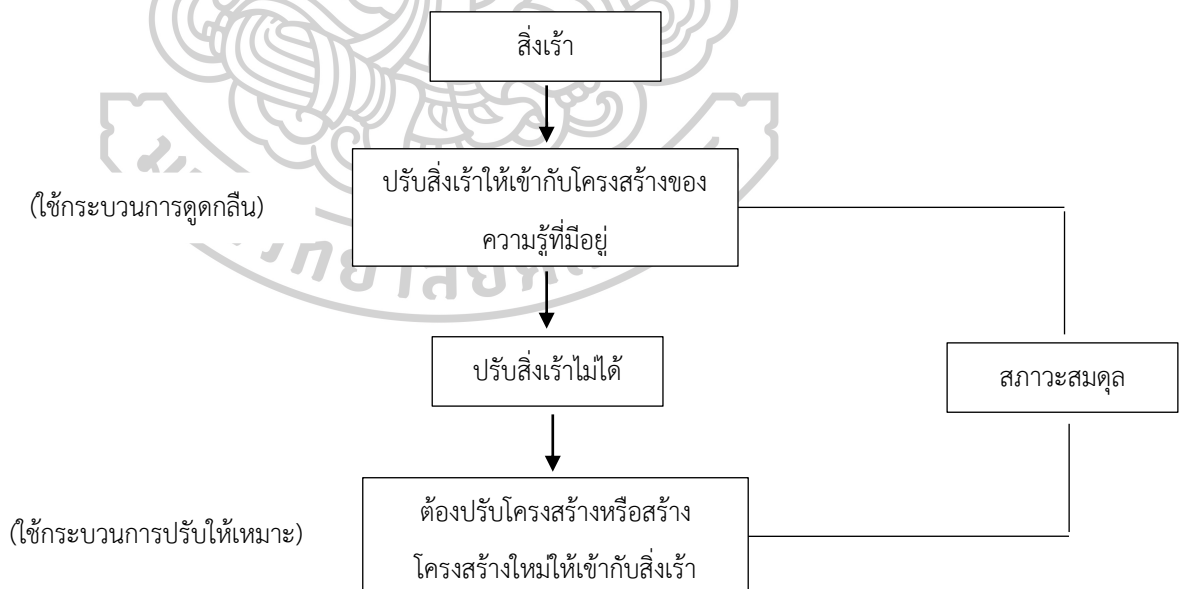 สิ่งเร้า
ปรับสิ่งเร้าให้เข้ากับโครงสร้างของ
ความรู้ที่มีอยู่
(ใช้กระบวนการดูดกลืน)
ปรับสิ่งเร้าไม่ได้
สภาวะสมดุล
ต้องปรับโครงสร้างหรือสร้าง
โครงสร้างใหม่ให้เข้ากับสิ่งเร้า
(ใช้กระบวนการปรับให้เหมาะ)